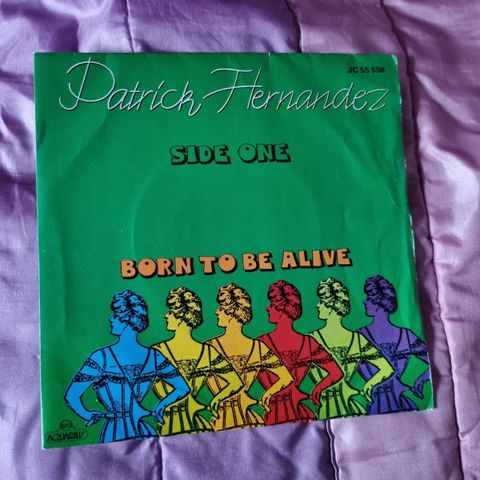 JC 55 558
Patrick Hernandez
SIDE ONE
BORN TO BE ALIVE
AQUARIUS